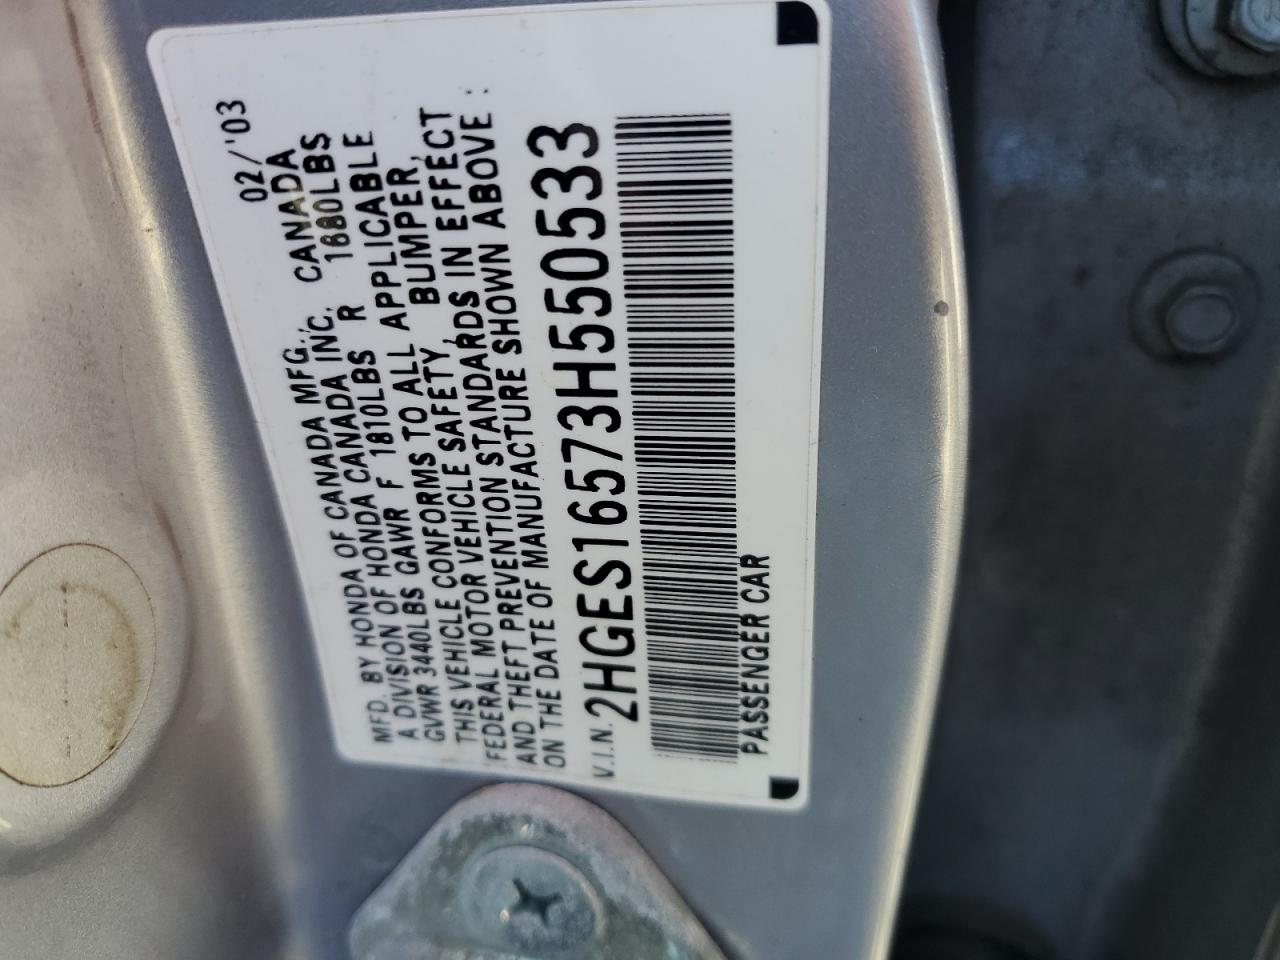 02/'03
MFD. BY HONDA OF CANADA MFG.,
A DIVISION OF HONDA CANADA INC. CANADA
GVWR 3440LBS GAWR F 1810LBS R 1680LBS
THIS VEHICLE CONFORMS TO ALL APPLICABLE
FEDERAL MOTOR VEHICLE SAFETY, BUMPER,
AND THEFT PREVENTION STANDARDS IN EFFECT
ON THE DATE OF MANUFACTURE SHOWN ABOVE :
V.I.N. 2HGES16573H550533
PASSENGER CAR